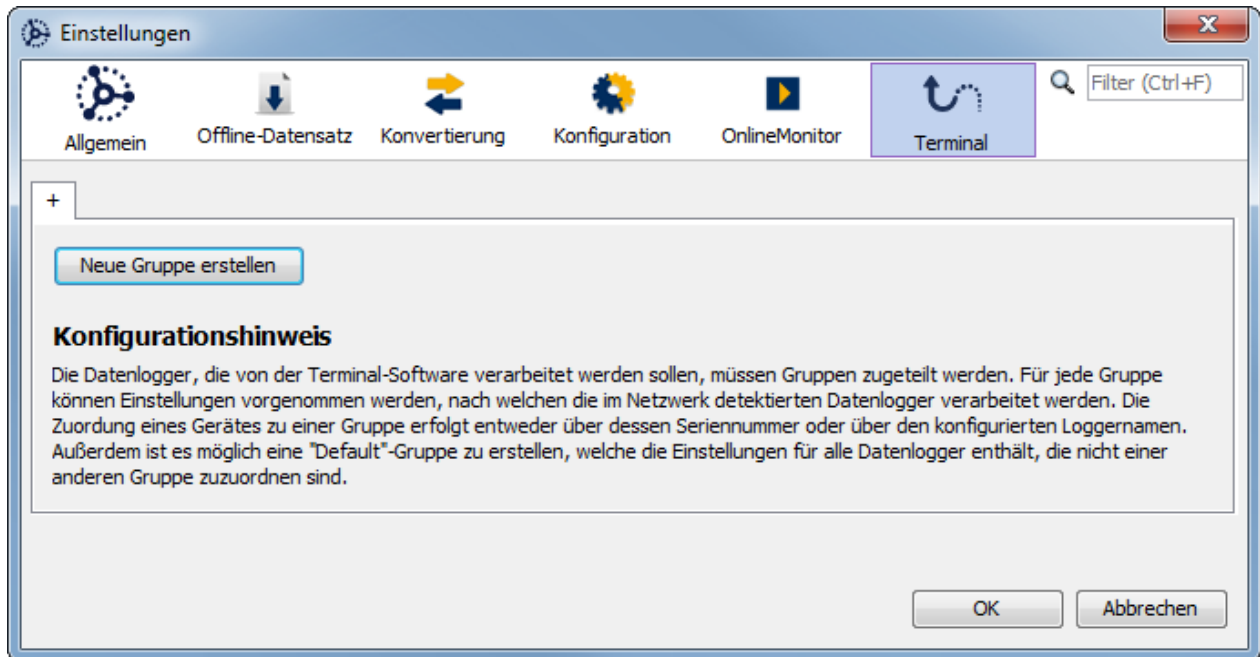 Einstellungen
Allgemein Offline-Datensatz Konvertierung Konfiguration OnlineMonitor Terminal Filter (Ctrl+F)
+
Neue Gruppe erstellen
Konfigurationshinweis
Die Datenlogger, die von der Terminal-Software verarbeitet werden sollen, müssen Gruppen zugeteilt werden. Für jede Gruppe
können Einstellungen vorgenommen werden, nach welchen die im Netzwerk detektierten Datenlogger verarbeitet werden. Die
Zuordung eines Gerätes zu einer Gruppe erfolgt entweder über dessen Seriennummer oder über den konfigurierten Loggernamen.
Außerdem ist es möglich eine "Default"-Gruppe zu erstellen, welche die Einstellungen für alle Datenlogger enthält, die nicht einer
anderen Gruppe zuzuordnen sind.
OK Abbrechen